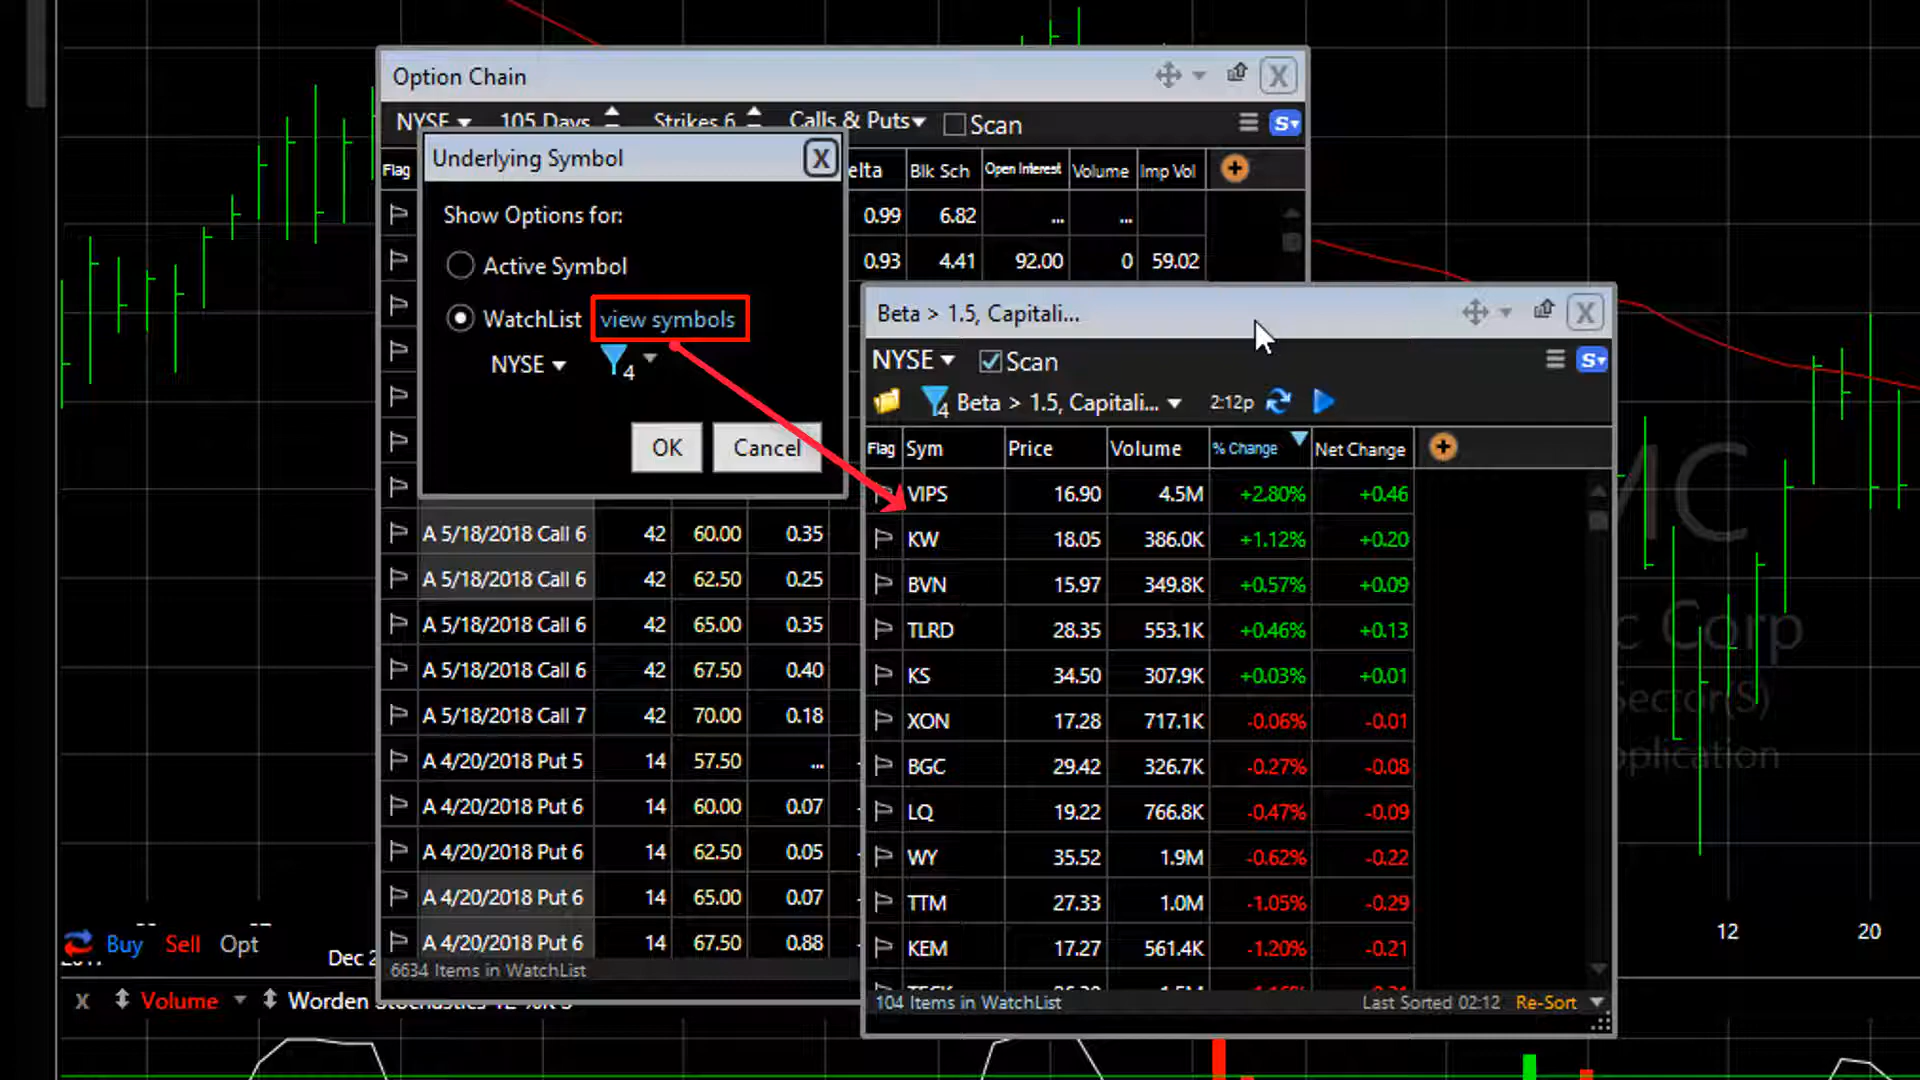 Option Chain
X
NYSE 105 Days Strikes 6 Calls & Puts Scan
S
Underlying Symbol X
Flag elta Blk Sch Open Interest Volume Imp Vol
Show Options for:
0.99 6.82 ... ...
Active Symbol
0.93 4.41 92.00 0 59.02
WatchList view symbols
NYSE 4
OK Cancel
A 5/18/2018 Call 6 42 60.00 0.35
A 5/18/2018 Call 6 42 62.50 0.25
A 5/18/2018 Call 6 42 65.00 0.35
A 5/18/2018 Call 6 42 67.50 0.40
A 5/18/2018 Call 7 42 70.00 0.18
A 4/20/2018 Put 5 14 57.50 ...
A 4/20/2018 Put 6 14 60.00 0.07
A 4/20/2018 Put 6 14 62.50 0.05
A 4/20/2018 Put 6 14 65.00 0.07
A 4/20/2018 Put 6 14 67.50 0.88
6634 Items in WatchList
Beta > 1.5, Capitali... X
NYSE Scan S
4 Beta > 1.5, Capitali... 2:12p
Flag Sym Price Volume % Change Net Change
VIPS 16.90 4.5M +2.80% +0.46
KW 18.05 386.0K +1.12% +0.20
BVN 15.97 349.8K +0.57% +0.09
TLRD 28.35 553.1K +0.46% +0.13
KS 34.50 307.9K +0.03% +0.01
XON 17.28 717.1K -0.06% -0.01
BGC 29.42 326.7K -0.27% -0.08
LQ 19.22 766.8K -0.47% -0.09
WY 35.52 1.9M -0.62% -0.22
TTM 27.33 1.0M -1.05% -0.29
KEM 17.27 561.4K -1.20% -0.21
104 Items in WatchList Last Sorted 02:12 Re-Sort
MC
c Corp
Sector(S)
plication
12 20
Buy Sell Opt
Dec
X Volume Worden Stochastics 12 %K 3